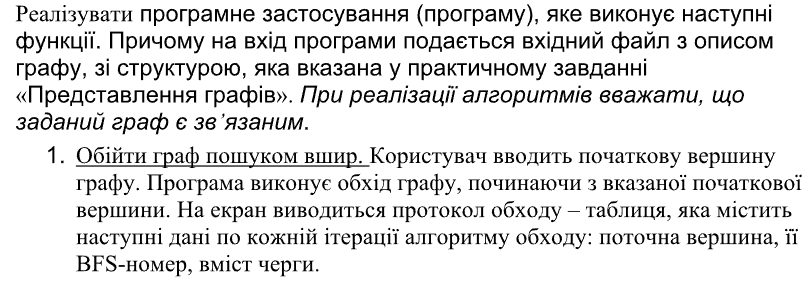 Реалізувати програмне застосування (програму), яке виконує наступні
функції. Причому на вхід програми подається вхідний файл з описом
графу, зі структурою, яка вказана у практичному завданні
«Представлення графів». При реалізації алгоритмів вважати, що
заданий граф є зв’язаним.
1. Обійти граф пошуком вшир. Користувач вводить початкову вершину
графу. Програма виконує обхід графу, починаючи з вказаної початкової
вершини. На екран виводиться протокол обходу – таблиця, яка містить
наступні дані по кожній ітерації алгоритму обходу: поточна вершина, її
BFS-номер, вміст черги.